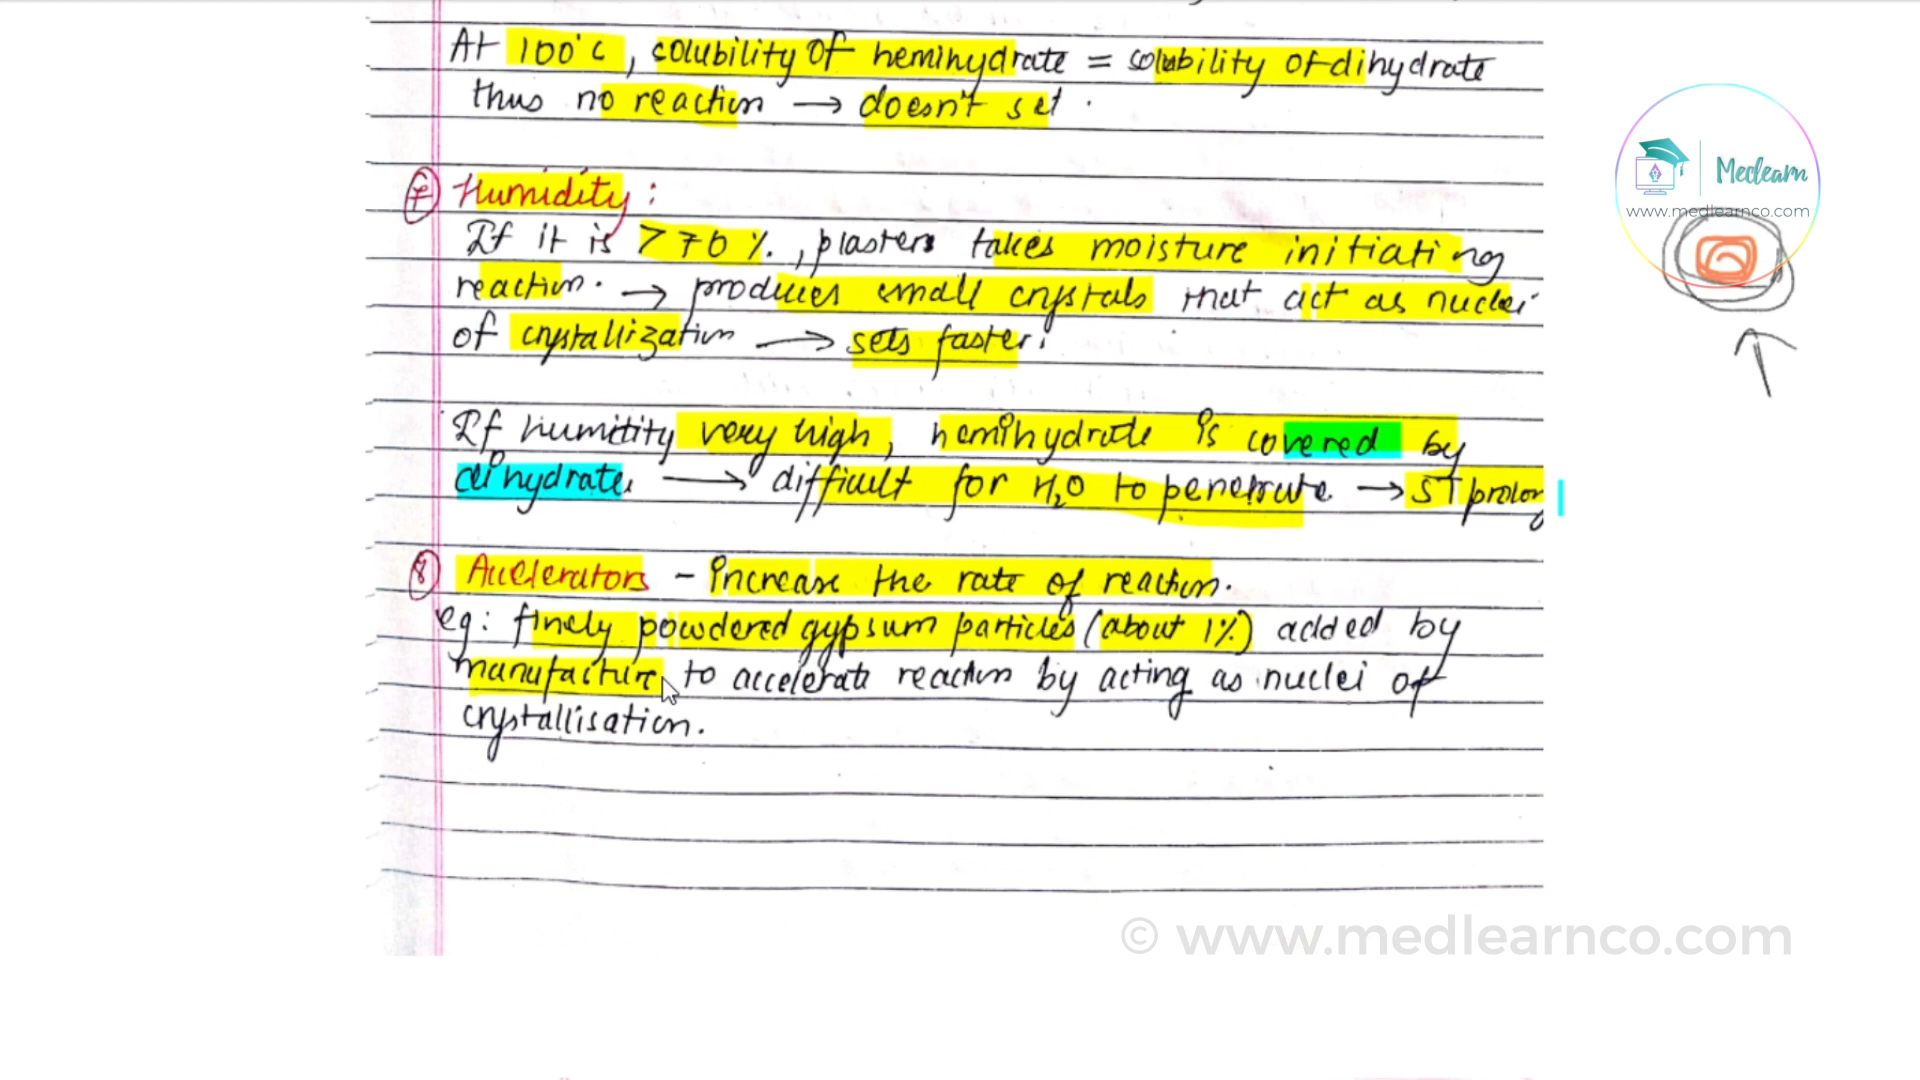 At 100°C, solubility of hemihydrate = solubility of dihydrate
thus no reaction → doesn't set.
Medlearn
www.medlearnco.com
⑦ Humidity :
If it is > 70 %., plasters takes moisture initiating
reaction. → produces small crystals that act as nuclei
of crystallization → sets faster.
If humitity very high, hemihydrate is covered by
dihydrate. → difficult for H₂O to penetrate → ST prolon
⑧ Accelerators - Increase the rate of reaction.
eg: finely powdered gypsum particles (about 1%) added by
manufacture to accelerate reaction by acting as nuclei of
crystallisation.
© www.medlearnco.com